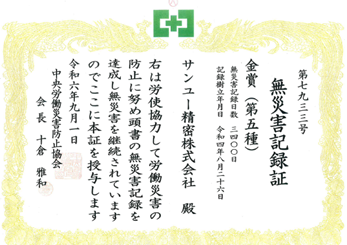 第七九三三号
無災害記録証
金賞（第五種）
無災害記録日数　三四〇〇日
記録樹立年月日　令和四年八月二十六日
サンユー精密株式会社　殿
右は労使協力して労働災害の
防止に努め頭書の無災害記録を
達成し無災害を継続されています
のでここに本証を授与します
令和六年九月一日
中央労働災害防止協会
会長　十倉　雅和